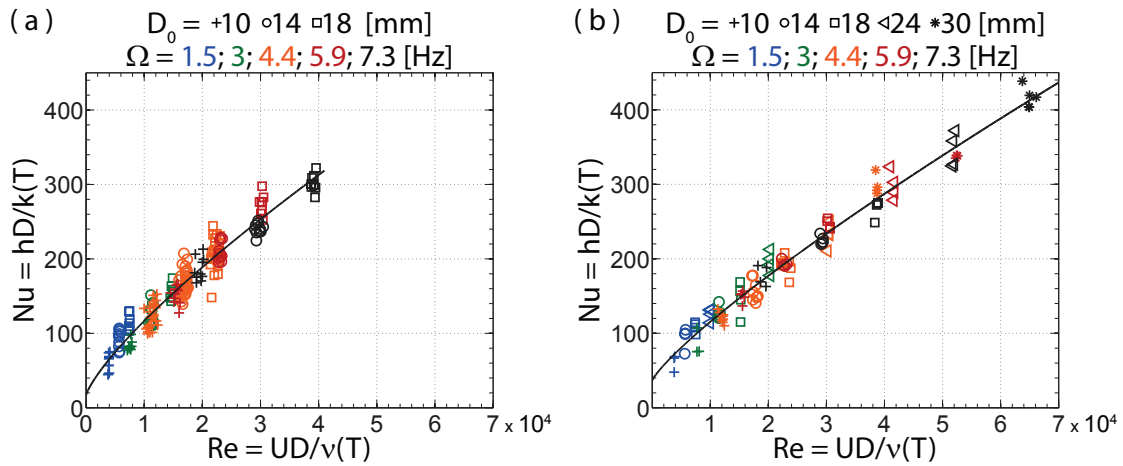 (a)
D₀ = +10 ○14 □18 [mm]
Ω = 1.5; 3; 4.4; 5.9; 7.3 [Hz]
Nu = hD/k(T)
400
300
200
100
0
0 1 2 3 4 5 6 7 × 10⁴
Re = UD/ν(T)
(b)
D₀ = +10 ○14 □18 ◁24 ✱30 [mm]
Ω = 1.5; 3; 4.4; 5.9; 7.3 [Hz]
Nu = hD/k(T)
400
300
200
100
0
1 2 3 4 5 6 7 × 10⁴
Re = UD/ν(T)